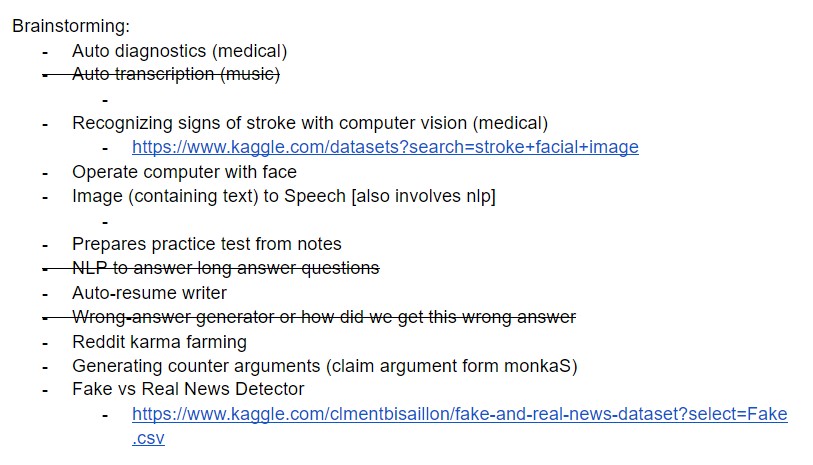 Brainstorming:
- Auto diagnostics (medical)
- Auto transcription (music)
-
- Recognizing signs of stroke with computer vision (medical)
- https://www.kaggle.com/datasets?search=stroke+facial+image
- Operate computer with face
- Image (containing text) to Speech [also involves nlp]
-
- Prepares practice test from notes
- NLP to answer long answer questions
- Auto-resume writer
- Wrong-answer generator or how did we get this wrong answer
- Reddit karma farming
- Generating counter arguments (claim argument form monkaS)
- Fake vs Real News Detector
- https://www.kaggle.com/clmentbisaillon/fake-and-real-news-dataset?select=Fake
.csv